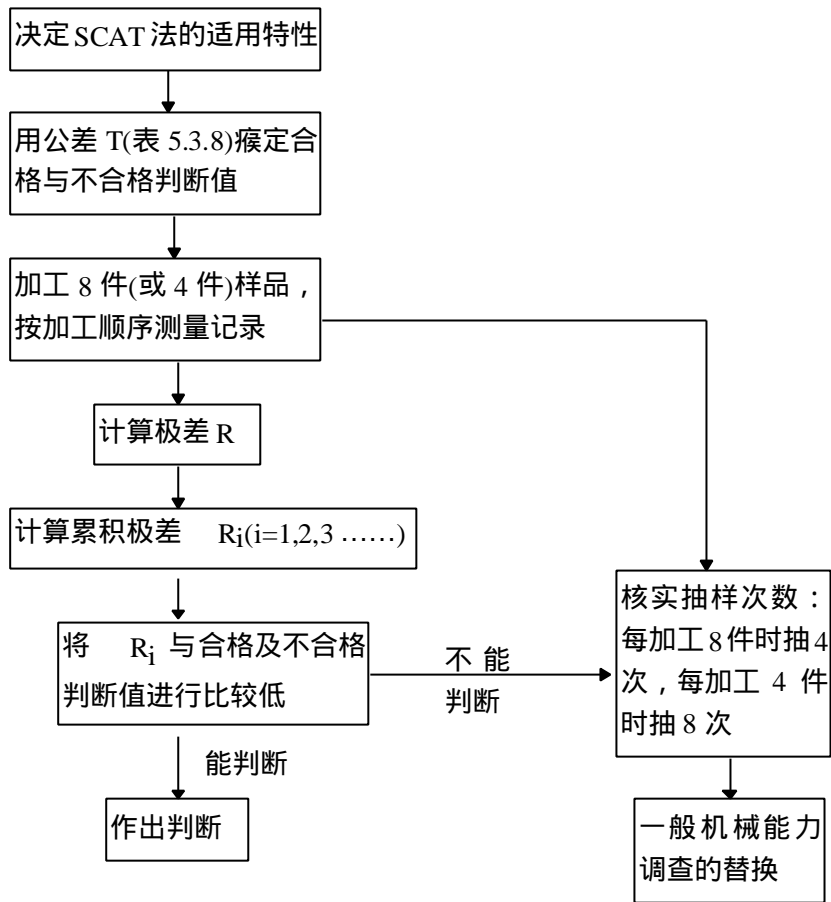 决定SCAT法的适用特性
用公差 T(表 5.3.8)瘊定合
格与不合格判断值
加工 8 件(或 4 件)样品，
按加工顺序测量记录
计算极差 R
计算累积极差 Ri(i=1,2,3 ……)
将 Ri 与合格及不合格
判断值进行比较低
不 能
判断
能判断
作出判断
核实抽样次数：
每加工8件时抽4
次，每加工 4 件
时抽 8 次
一般机械能力
调查的替换